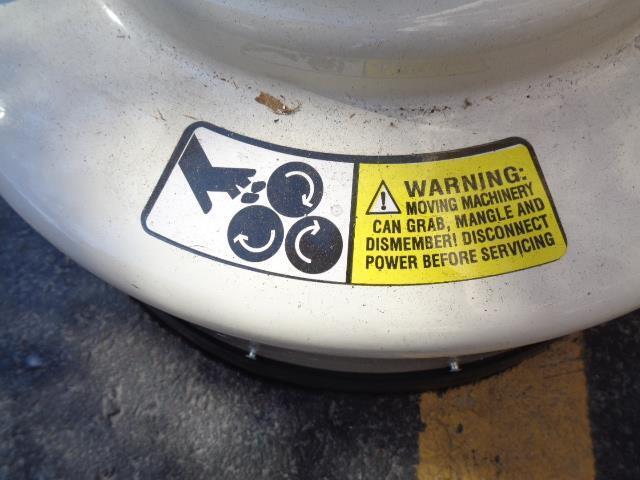 WARNING:
MOVING MACHINERY
CAN GRAB, MANGLE AND
DISMEMBER! DISCONNECT
POWER BEFORE SERVICING